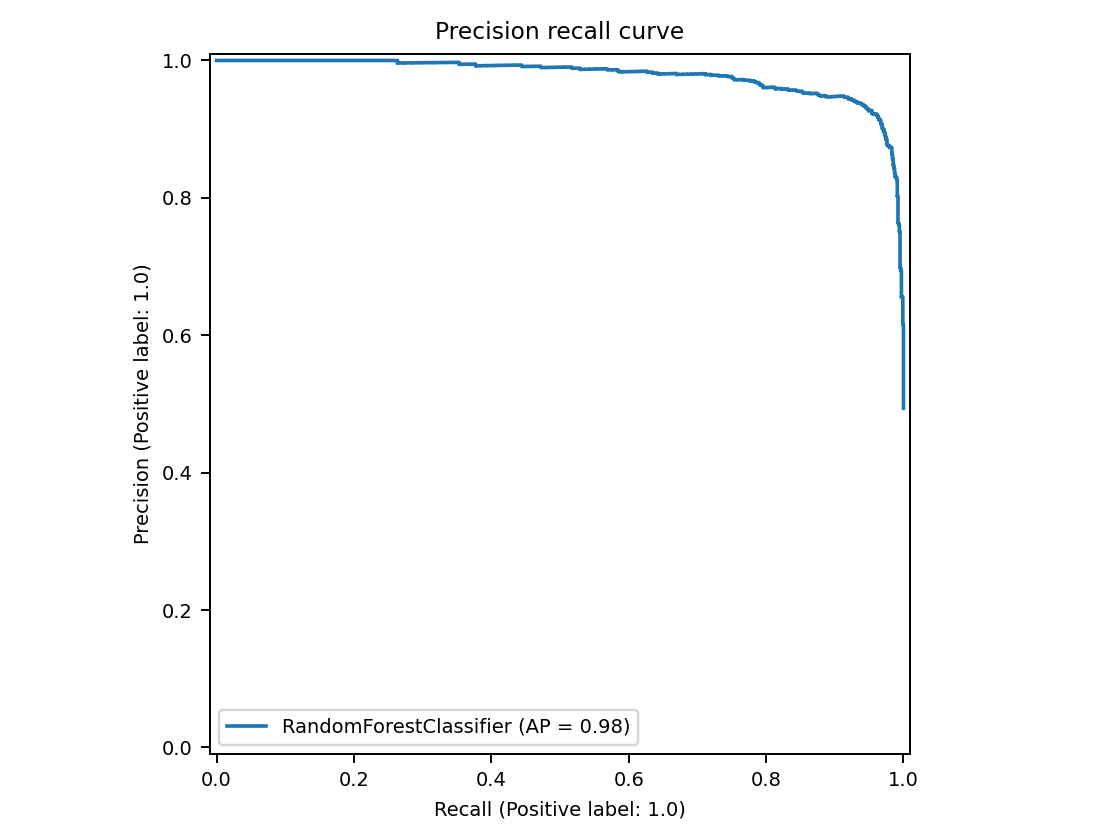 Precision recall curve
Precision (Positive label: 1.0)
1.0
0.8
0.6
0.4
0.2
0.0
RandomForestClassifier (AP = 0.98)
0.0 0.2 0.4 0.6 0.8 1.0
Recall (Positive label: 1.0)